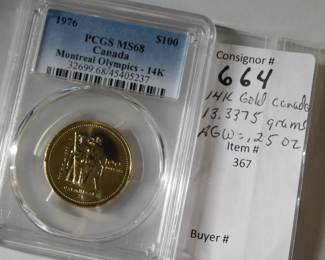 1976 $100
PCGS MS68
Canada
Montreal Olympics - 14K
32699.68/45405237
Consignor #
664
14K Gold Canada
13.3375 grams
AGW=.25 oz
Item #
367
Buyer #